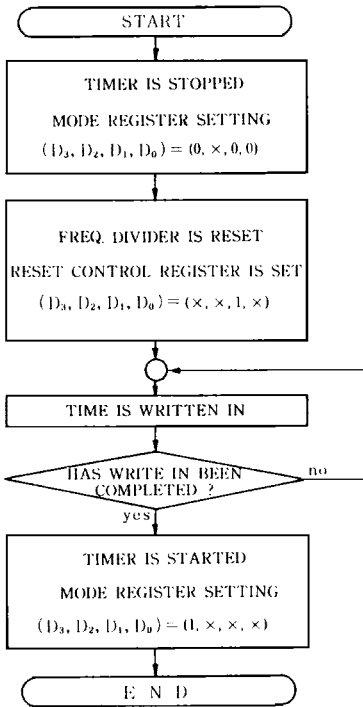 START
TIMER IS STOPPED
MODE REGISTER SETTING
(D₃, D₂, D₁, D₀) = (0, ×, 0, 0)
FREQ. DIVIDER IS RESET
RESET CONTROL REGISTER IS SET
(D₃, D₂, D₁, D₀) = (×, ×, 1, ×)
TIME IS WRITTEN IN
HAS WRITE IN BEEN
COMPLETED ?
no
yes
TIMER IS STARTED
MODE REGISTER SETTING
(D₃, D₂, D₁, D₀) = (1, ×, ×, ×)
E N D